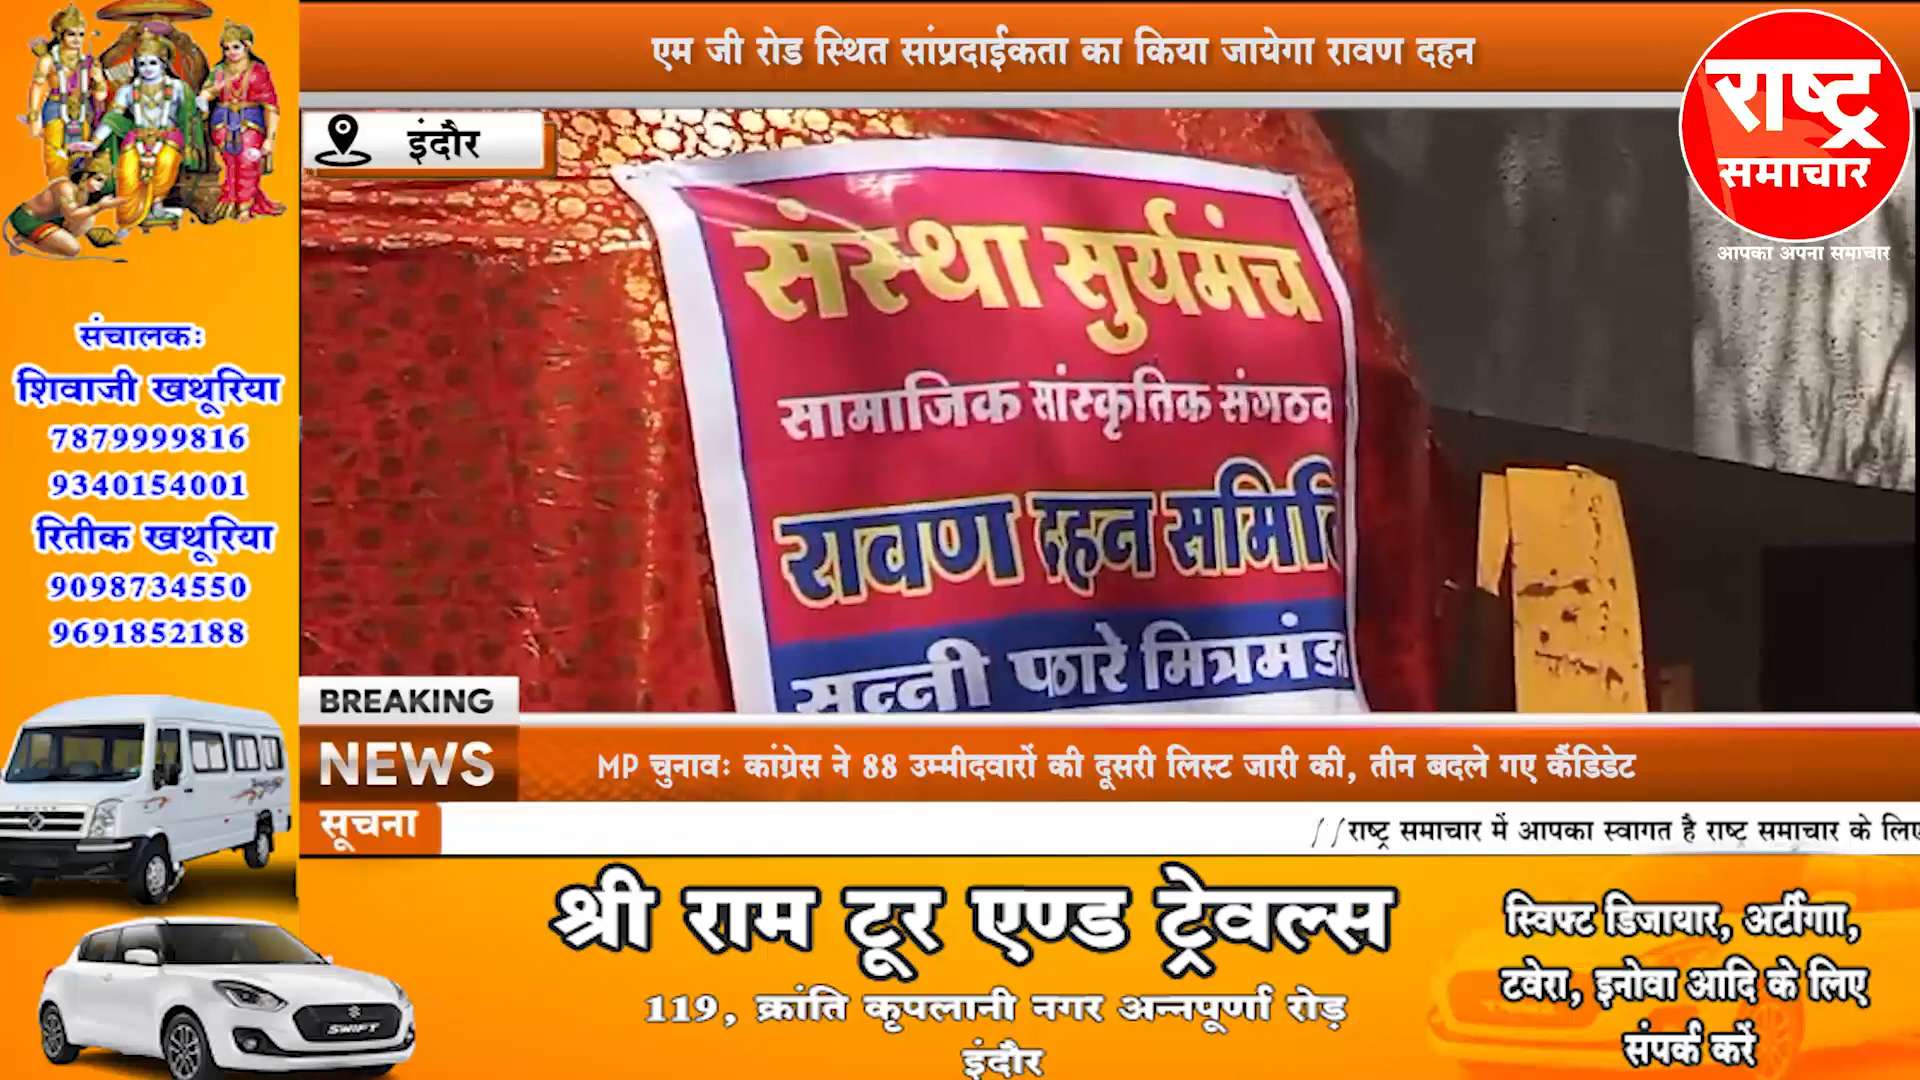 एम जी रोड स्थित सांप्रदाईकता का किया जायेगा रावण दहन
राष्ट्र
समाचार
आपका अपना समाचार
इंदौर
संस्था सुर्यमंच
सामाजिक सांस्कृतिक संगठन
रावण दहन समिति
सन्नी फारे मित्रमंडल
संचालकः
शिवाजी खथूरिया
7879999816
9340154001
रितीक खथूरिया
9098734550
9691852188
BREAKING
NEWS
MP चुनावः कांग्रेस ने 88 उम्मीदवारों की दूसरी लिस्ट जारी की, तीन बदले गए कैंडिडेट
सूचना
//राष्ट्र समाचार में आपका स्वागत है राष्ट्र समाचार के लिए
श्री राम टूर एण्ड ट्रेवल्स
119, क्रांति कृपलानी नगर अन्नपूर्णा रोड़
इंदौर
स्विफ्ट डिजायार, अर्टीगाा,
टवेरा, इनोवा आदि के लिए
संपर्क करें
SWIFT